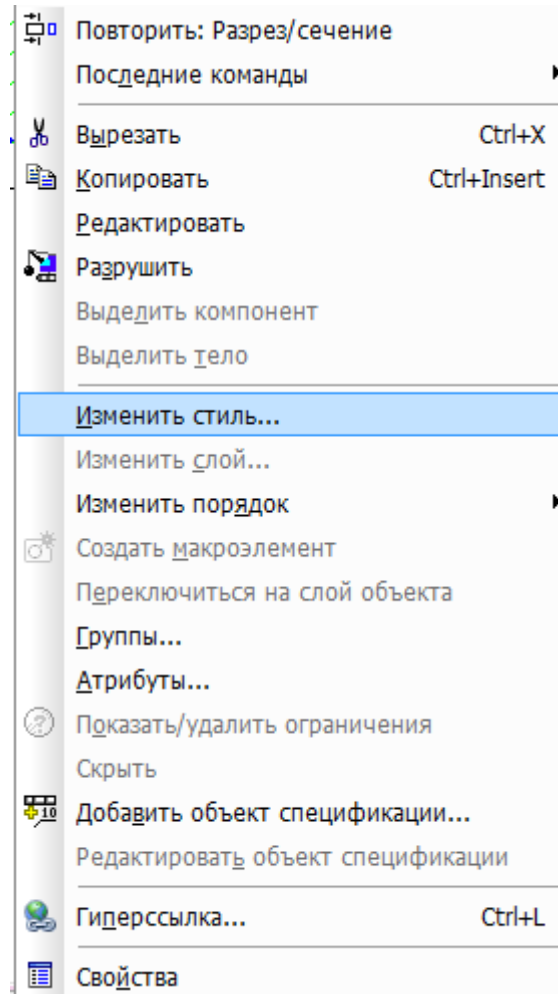 Повторить: Разрез/сечение
Последние команды
Вырезать Ctrl+X
Копировать Ctrl+Insert
Редактировать
Разрушить
Выделить компонент
Выделить тело
Изменить стиль...
Изменить слой...
Изменить порядок
Создать макроэлемент
Переключиться на слой объекта
Группы...
Атрибуты...
Показать/удалить ограничения
Скрыть
Добавить объект спецификации...
Редактировать объект спецификации
Гиперссылка... Ctrl+L
Свойства